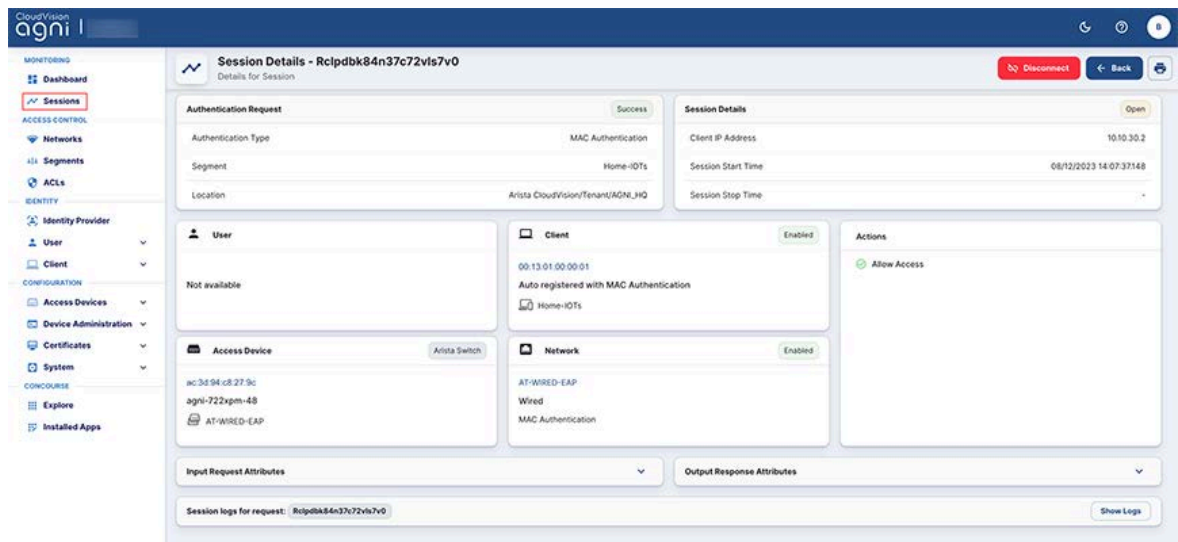 CloudVision
agni |
B
MONITORING
Dashboard
Sessions
ACCESS CONTROL
Networks
Segments
ACLs
IDENTITY
Identity Provider
User
Client
CONFIGURATION
Access Devices
Device Administration
Certificates
System
CONCOURSE
Explore
Installed Apps
Session Details - Rclpdbk84n37c72vls7v0
Details for Session
Disconnect
← Back
Authentication Request Success
Authentication Type MAC Authentication
Segment Home-IOTs
Location Arista CloudVision/Tenant/AGNI_HQ
Session Details Open
Client IP Address 10.10.30.2
Session Start Time 08/12/2023 14:07:37.148
Session Stop Time -
User
Not available
Client Enabled
00:13:01:00:00:01
Auto registered with MAC Authentication
Home-IOTs
Actions
Allow Access
Access Device Arista Switch
ac:3d:94:c8:27:9c
agni-722xpm-48
AT-WIRED-EAP
Network Enabled
AT-WIRED-EAP
Wired
MAC Authentication
Input Request Attributes
Output Response Attributes
Session logs for request: Rclpdbk84n37c72vls7v0
Show Logs